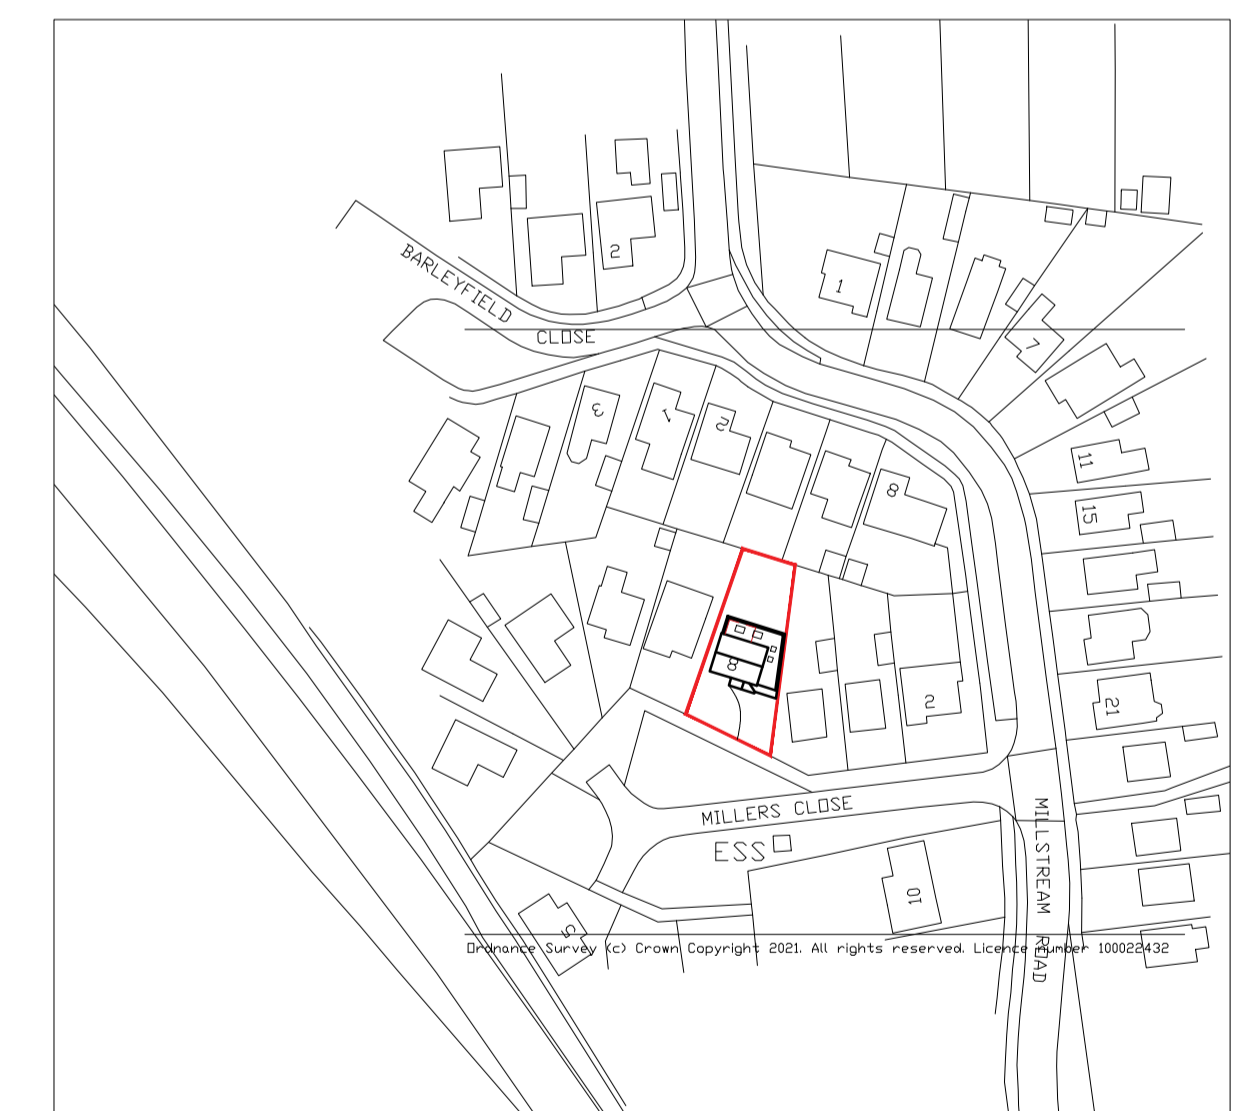 2
BARLEYFIELD
1
CLOSE
7
3
1
2
8
11
15
8
2
21
MILLERS CLOSE
MILLSTREAM ROAD
ESS
10
5
Ordnance Survey (c) Crown Copyright 2021. All rights reserved. Licence number 100022432